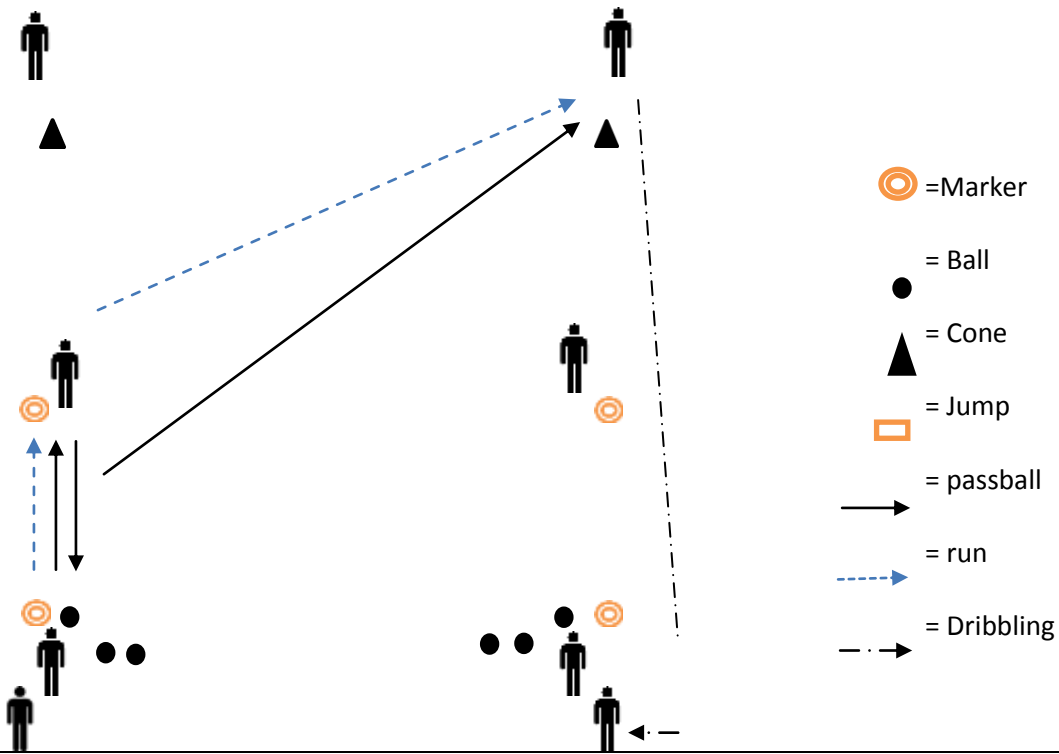 =Marker
= Ball
= Cone
= Jump
= passball
= run
= Dribbling